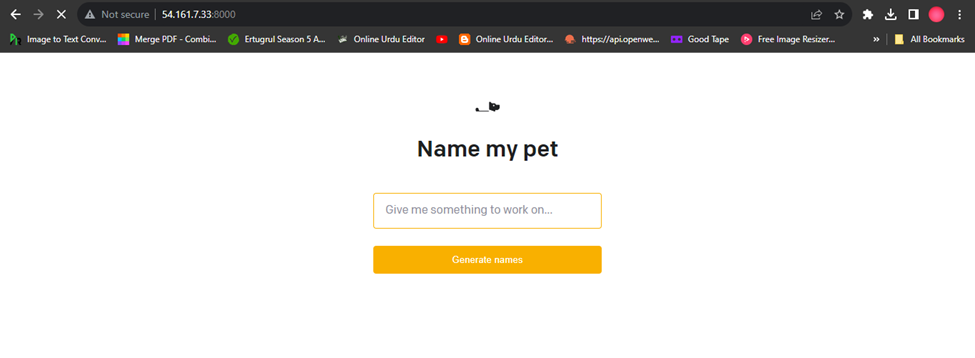 Not secure | 54.161.7.33:8000
Image to Text Conv... Merge PDF - Combi... Ertugrul Season 5 A... Online Urdu Editor Online Urdu Editor... https://api.openwe... Good Tape Free Image Resizer... » All Bookmarks
Name my pet
Give me something to work on...
Generate names